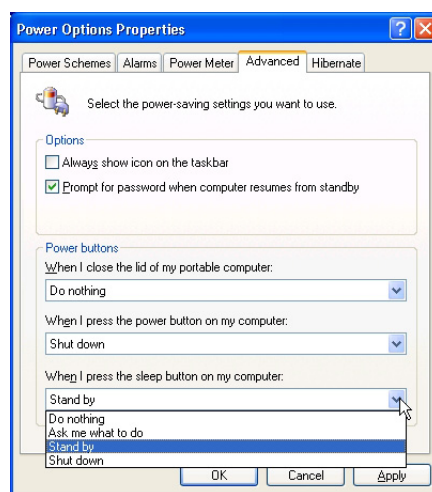 Power Options Properties
Power Schemes Alarms Power Meter Advanced Hibernate
Select the power-saving settings you want to use.
Options
Always show icon on the taskbar
Prompt for password when computer resumes from standby
Power buttons
When I close the lid of my portable computer:
Do nothing
When I press the power button on my computer:
Shut down
When I press the sleep button on my computer:
Stand by
Do nothing
Ask me what to do
Stand by
Shut down
OK Cancel Apply